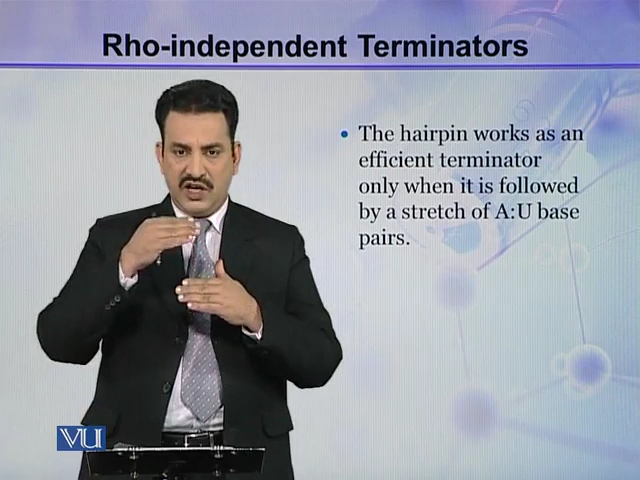 Rho-independent Terminators
• The hairpin works as an
efficient terminator
only when it is followed
by a stretch of A:U base
pairs.
VU